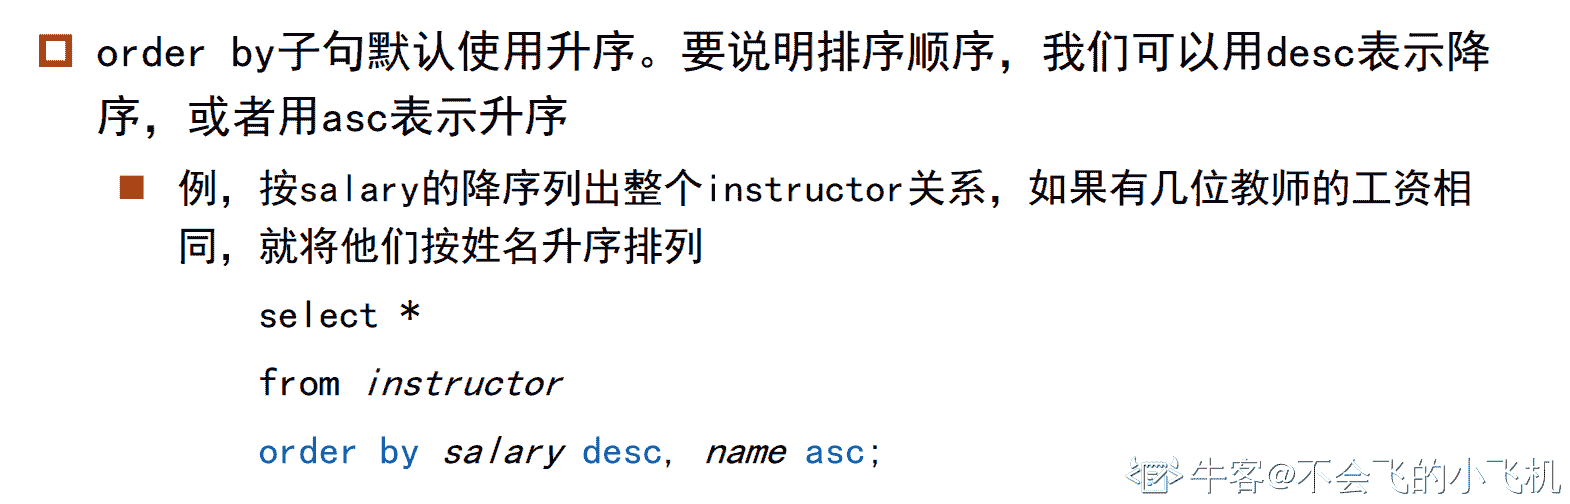 order by子句默认使用升序。要说明排序顺序，我们可以用desc表示降
序，或者用asc表示升序
例，按salary的降序列出整个instructor关系，如果有几位教师的工资相
同，就将他们按姓名升序排列
select *
from instructor
order by salary desc, name asc;
牛客@不会飞的小飞机